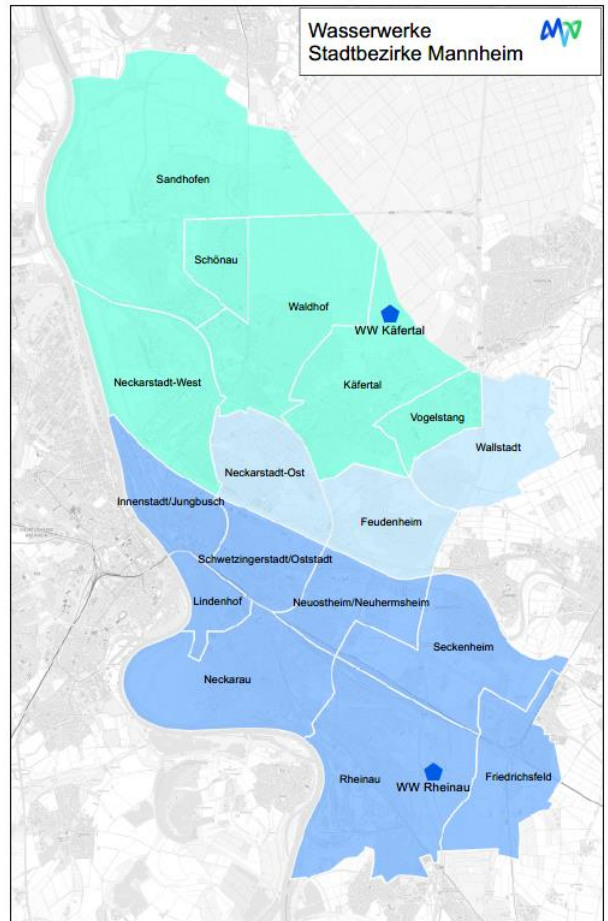 Wasserwerke
Stadtbezirke Mannheim
Sandhofen
Schönau
Waldhof
WW Käfertal
Neckarstadt-West
Käfertal
Vogelstang
Wallstadt
Neckarstadt-Ost
Innenstadt/Jungbusch
Feudenheim
Schwetzingerstadt/Oststadt
Lindenhof
Neuostheim/Neuhermsheim
Seckenheim
Neckarau
Rheinau
WW Rheinau
Friedrichsfeld